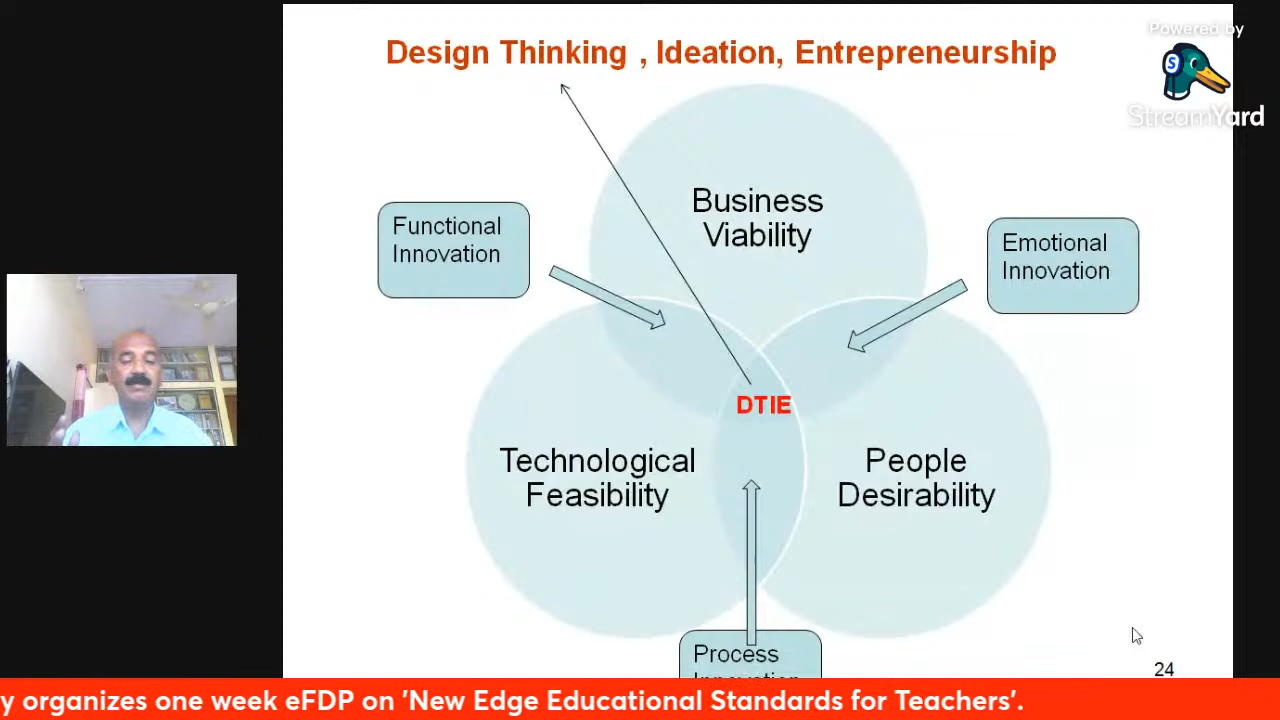 Powered by
StreamYard
Design Thinking , Ideation, Entrepreneurship
Business
Viability
Functional
Innovation
Emotional
Innovation
DTIE
Technological
Feasibility
People
Desirability
Process
Innovation
24
y organizes one week eFDP on 'New Edge Educational Standards for Teachers'.